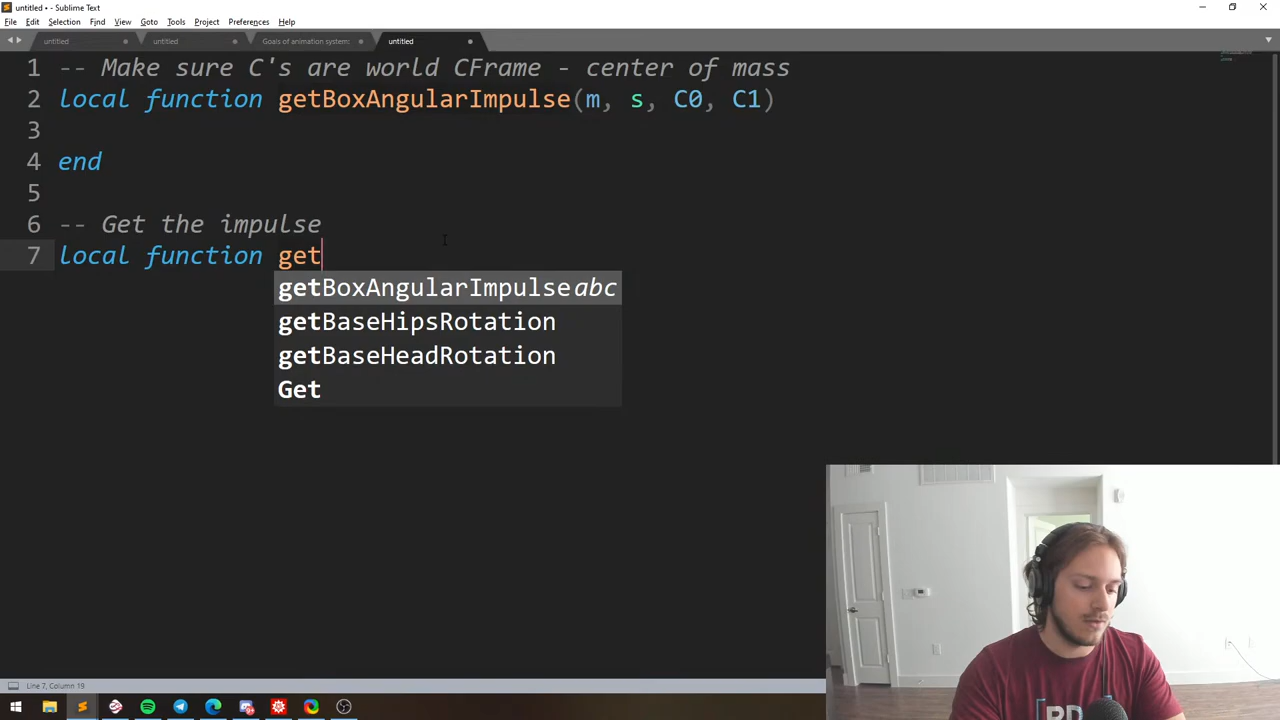 untitled • - Sublime Text
File Edit Selection Find View Goto Tools Project Preferences Help
untitled untitled Goals of animation system: untitled
1 -- Make sure C's are world CFrame - center of mass
2 local function getBoxAngularImpulse(m, s, C0, C1)
3
4 end
5
6 -- Get the impulse
7 local function get
getBoxAngularImpulse abc
getBaseHipsRotation
getBaseHeadRotation
Get
Line 7, Column 19